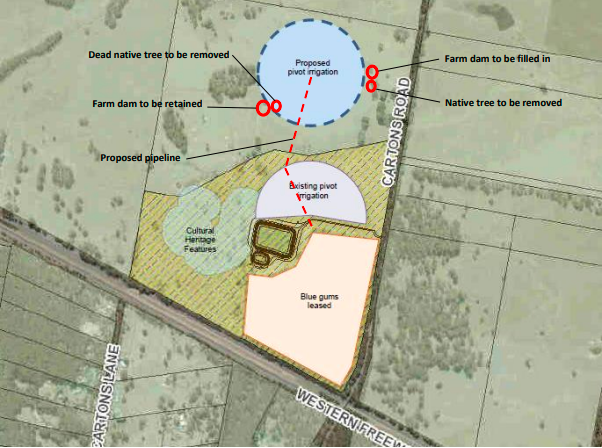 Dead native tree to be removed
Proposed
pivot irrigation
Farm dam to be filled in
Farm dam to be retained
Native tree to be removed
Proposed pipeline
CARTONS ROAD
Existing pivot
irrigation
Cultural
Heritage
Features
Blue gums
leased
CARTONS LANE
WESTERN FREEW